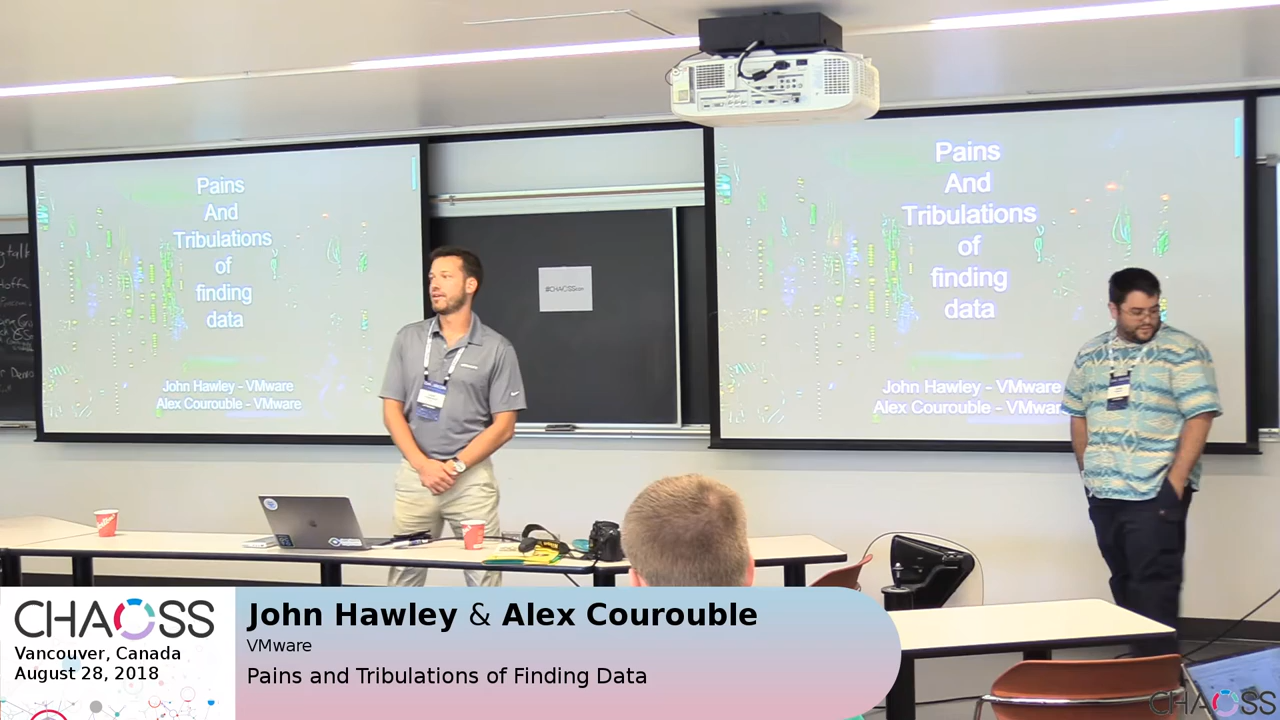 Pains
And
Tribulations
of
finding
data
John Hawley - VMware
Alex Courouble - VMware
#CHAOSScon
Pains
And
Tribulations
of
finding
data
John Hawley - VMware
Alex Courouble - VMwar
CHAOSS
Vancouver, Canada
August 28, 2018
John Hawley & Alex Courouble
VMware
Pains and Tribulations of Finding Data
CHAOSS